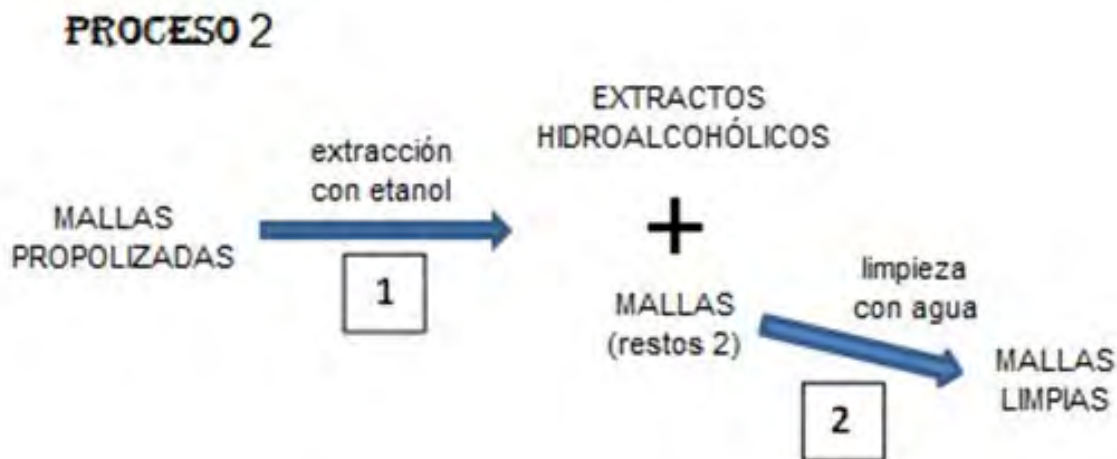 PROCESO 2
EXTRACTOS
HIDROALCOHÓLICOS
extracción
con etanol
MALLAS
PROPOLIZADAS
1
+
MALLAS
(restos 2)
limpieza
con agua
2
MALLAS
LIMPIAS